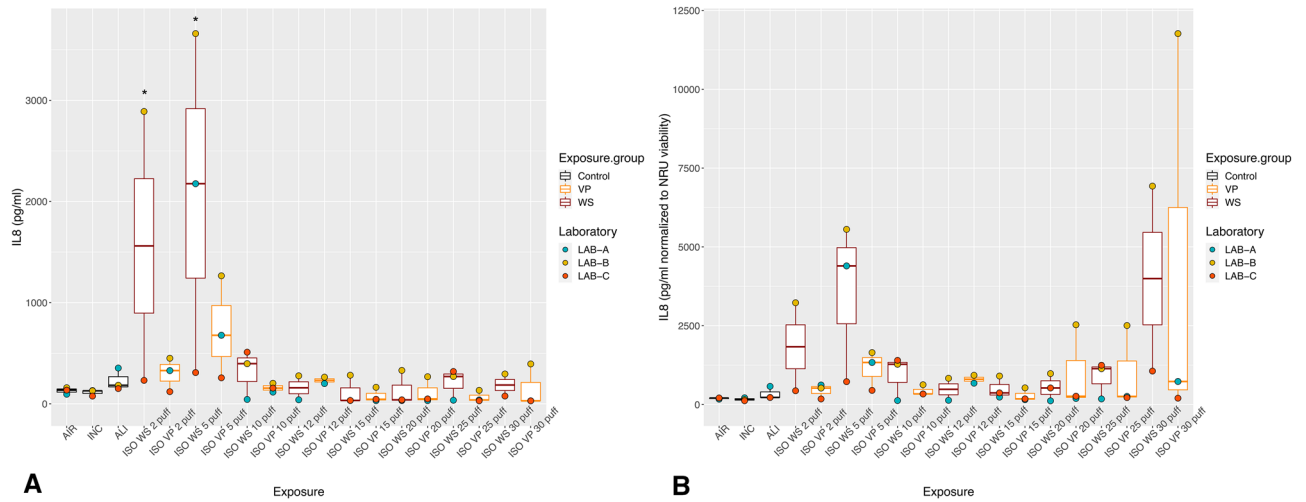 3000
2000
1000
0
IL8 (pg/ml)
*
*
AIR
INC
ALI
ISO WS 2 puff
ISO VP 2 puff
ISO WS 5 puff
ISO VP 5 puff
ISO WS 10 puff
ISO VP 10 puff
ISO WS 12 puff
ISO VP 12 puff
ISO WS 15 puff
ISO VP 15 puff
ISO WS 20 puff
ISO VP 20 puff
ISO WS 25 puff
ISO VP 25 puff
ISO WS 30 puff
ISO VP 30 puff
Exposure
A
Exposure.group
Control
VP
WS
Laboratory
LAB−A
LAB−B
LAB−C
12500
10000
7500
5000
2500
0
IL8 (pg/ml normalized to NRU viability)
AIR
INC
ALI
ISO WS 2 puff
ISO VP 2 puff
ISO WS 5 puff
ISO VP 5 puff
ISO WS 10 puff
ISO VP 10 puff
ISO WS 12 puff
ISO VP 12 puff
ISO WS 15 puff
ISO VP 15 puff
ISO WS 20 puff
ISO VP 20 puff
ISO WS 25 puff
ISO VP 25 puff
ISO WS 30 puff
ISO VP 30 puff
Exposure
B
Exposure.group
Control
VP
WS
Laboratory
LAB−A
LAB−B
LAB−C